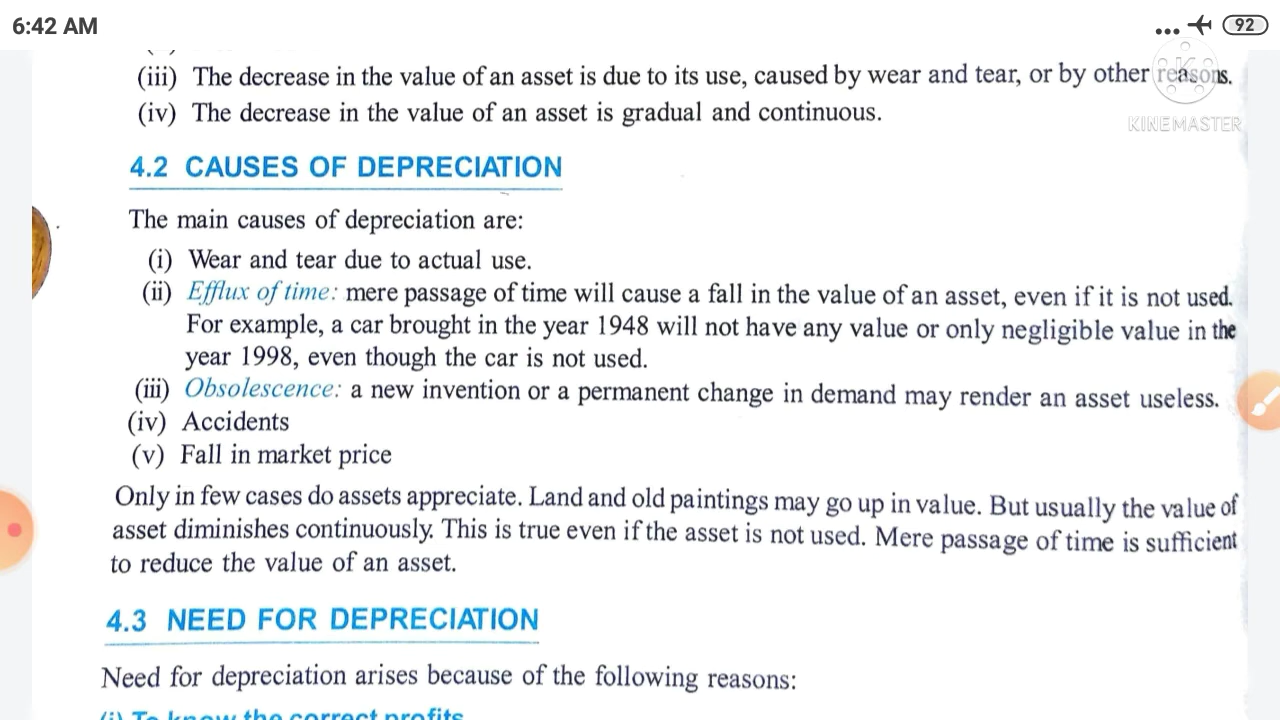 6:42 AM
92
(iii) The decrease in the value of an asset is due to its use, caused by wear and tear, or by other reasons.
KINEMASTER
(iv) The decrease in the value of an asset is gradual and continuous.
4.2 CAUSES OF DEPRECIATION
The main causes of depreciation are:
(i) Wear and tear due to actual use.
(ii) Efflux of time: mere passage of time will cause a fall in the value of an asset, even if it is not used.
For example, a car brought in the year 1948 will not have any value or only negligible value in the
year 1998, even though the car is not used.
(iii) Obsolescence: a new invention or a permanent change in demand may render an asset useless.
(iv) Accidents
(v) Fall in market price
Only in few cases do assets appreciate. Land and old paintings may go up in value. But usually the value of
asset diminishes continuously. This is true even if the asset is not used. Mere passage of time is sufficient
to reduce the value of an asset.
4.3 NEED FOR DEPRECIATION
Need for depreciation arises because of the following reasons:
(i) To know the correct profits